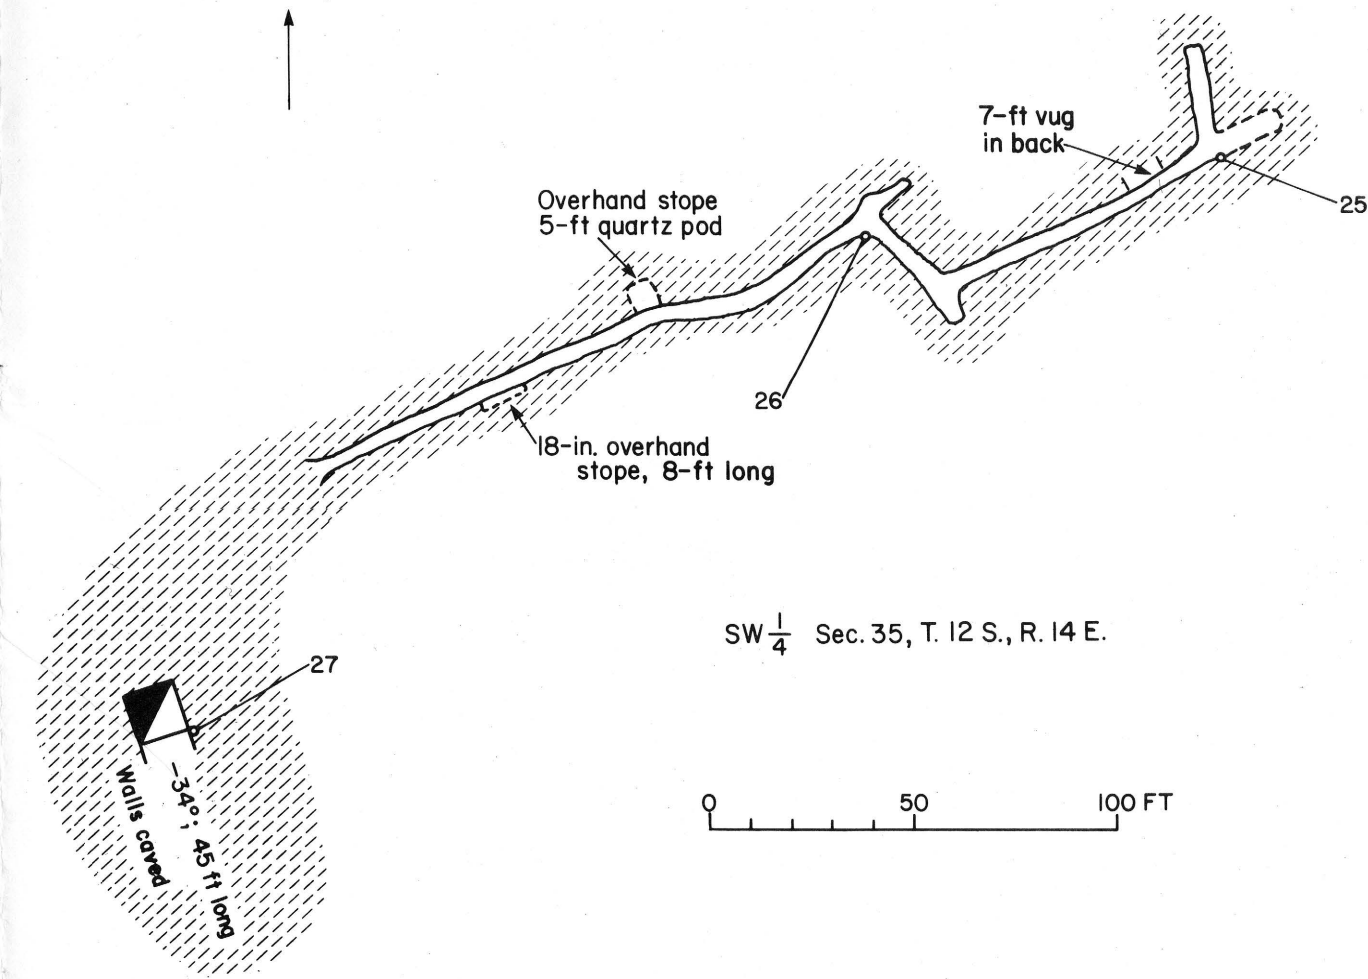 7-ft vug
in back
25
Overhand stope
5-ft quartz pod
26
18-in. overhand
stope, 8-ft long
SW 1/4 Sec. 35, T. 12 S., R. 14 E.
27
-34°; 45 ft long
Walls caved
0 50 100 FT